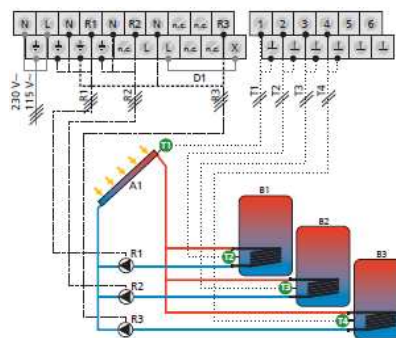 N L N R1 N R2 N n.c. n.c. R3
n.c. L L X
1 2 3 4 5 6
D1
230 V~
115 V~
R1
R2
R3
T1
T2
T3
T4
T1
A1
B1
B2
B3
T2
T3
T4
R1
R2
R3